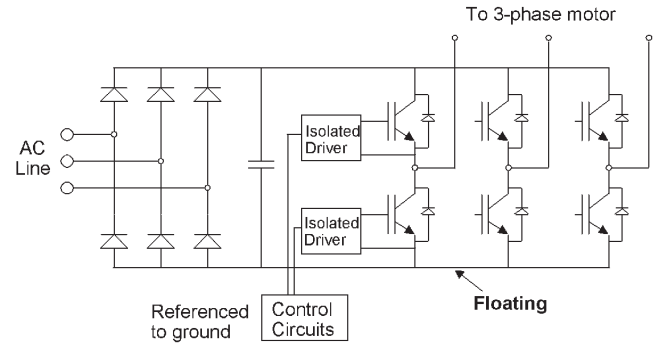 To 3-phase motor
AC
Line
Isolated
Driver
Isolated
Driver
Floating
Referenced
to ground
Control
Circuits